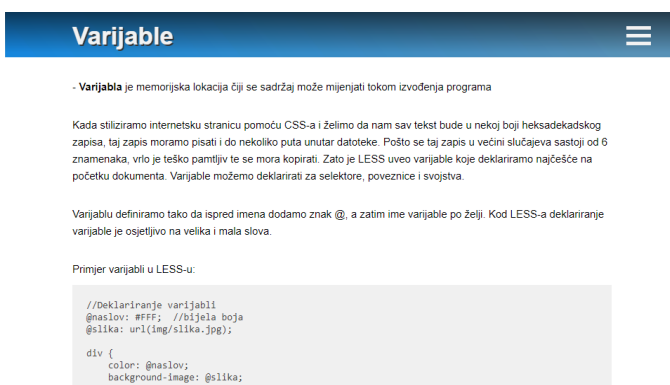 Varijable
- Varijabla je memorijska lokacija čiji se sadržaj može mijenjati tokom izvođenja programa
Kada stiliziramo internetsku stranicu pomoću CSS-a i želimo da nam sav tekst bude u nekoj boji heksadekadskog
zapisa, taj zapis moramo pisati i do nekoliko puta unutar datoteke. Pošto se taj zapis u većini slučajeva sastoji od 6
znamenaka, vrlo je teško pamtljiv te se mora kopirati. Zato je LESS uveo varijable koje deklariramo najčešće na
početku dokumenta. Varijable možemo deklarirati za selektore, poveznice i svojstva.
Varijablu definiramo tako da ispred imena dodamo znak @, a zatim ime varijable po želji. Kod LESS-a deklariranje
varijable je osjetljivo na velika i mala slova.
Primjer varijabli u LESS-u:
//Deklariranje varijabli
@naslov: #FFF; //bijela boja
@slika: url(img/slika.jpg);
div {
color: @naslov;
background-image: @slika;